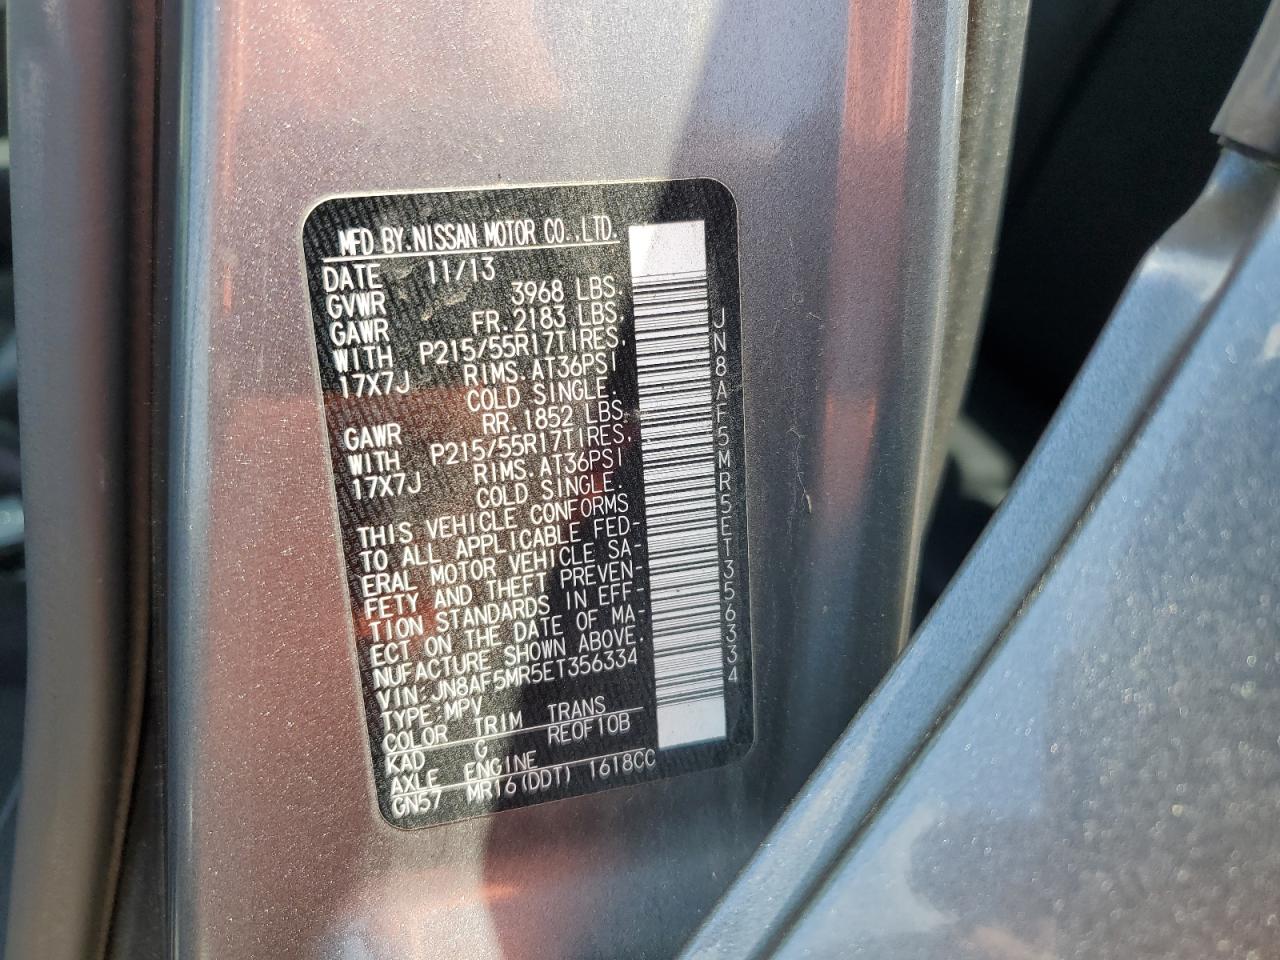 MFD BY. NISSAN MOTOR CO., LTD.
DATE 11/13
GVWR 3968 LBS.
GAWR FR. 2183 LBS.
WITH P215/55R17TIRES,
17X7J RIMS. AT36PSI
COLD SINGLE.
GAWR RR. 1852 LBS.
WITH P215/55R17TIRES,
17X7J RIMS. AT36PSI
COLD SINGLE.
THIS VEHICLE CONFORMS
TO ALL APPLICABLE FED-
ERAL MOTOR VEHICLE SA-
FETY AND THEFT PREVEN-
TION STANDARDS IN EFF-
ECT ON THE DATE OF MA-
NUFACTURE SHOWN ABOVE.
VIN:JN8AF5MR5ET356334
TYPE:MPV
COLOR TRIM TRANS
KAD G RE0F10B
AXLE ENGINE
GN57 MR16(DDT) 1618CC
JN8AF5MR5ET356334